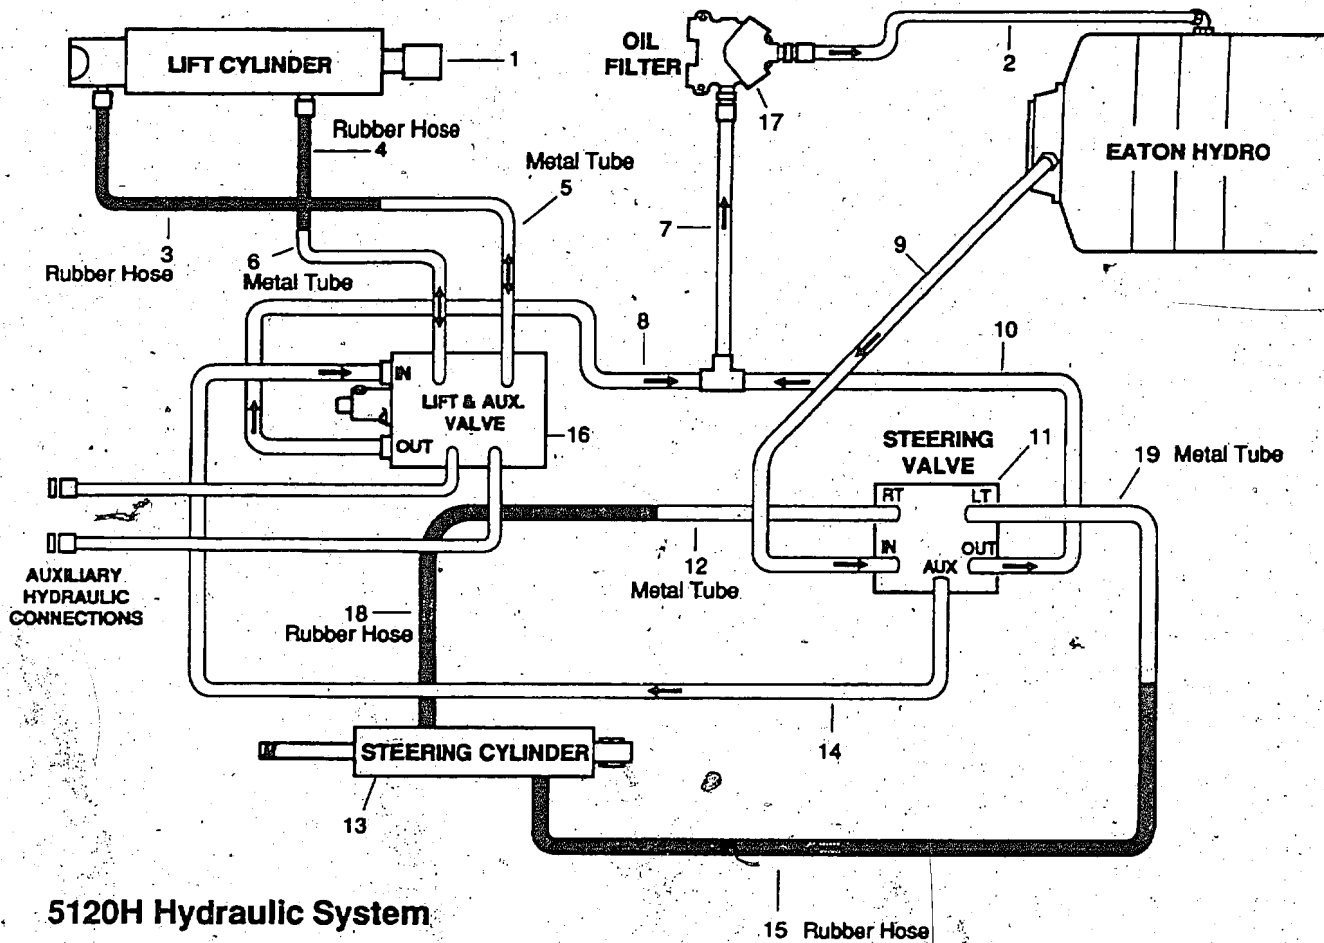 OIL
FILTER
2
LIFT CYLINDER
1
17
Rubber Hose
4
EATON HYDRO
Metal Tube
5
7
9
3
Rubber Hose
6
Metal Tube
8
10
IN
LIFT & AUX.
VALVE
OUT
16
STEERING
VALVE
11
19 Metal Tube
RT
LT
IN
OUT
AUX
12
Metal Tube
AUXILIARY
HYDRAULIC
CONNECTIONS
18
Rubber Hose
14
STEERING CYLINDER
13
5120H Hydraulic System
15 Rubber Hose